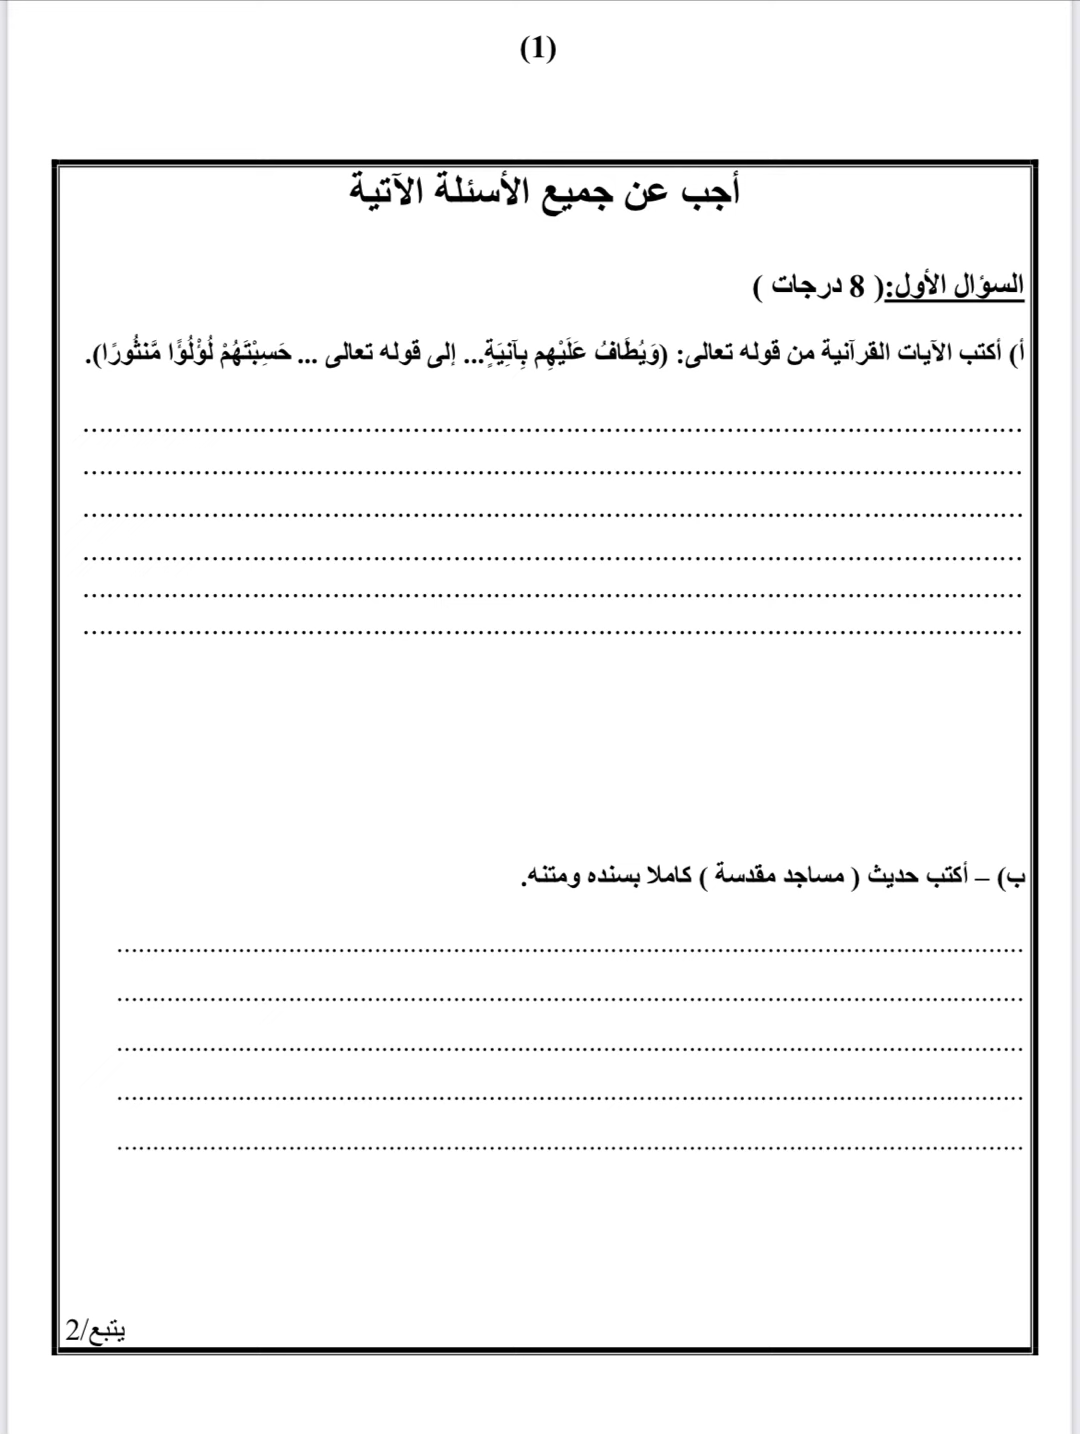 (1)
أجب عن جميع الأسئلة الآتية
السؤال الأول:( 8 درجات )
أ) أكتب الآيات القرآنية من قوله تعالى: (وَيُطَافُ عَلَيْهِم بِآنِيَةٍ... إلى قوله تعالى ... حَسِبْتَهُمْ لُؤْلُؤًا مَّنثُورًا).
ب) – أكتب حديث ( مساجد مقدسة ) كاملا بسنده ومتنه.
يتبع/2